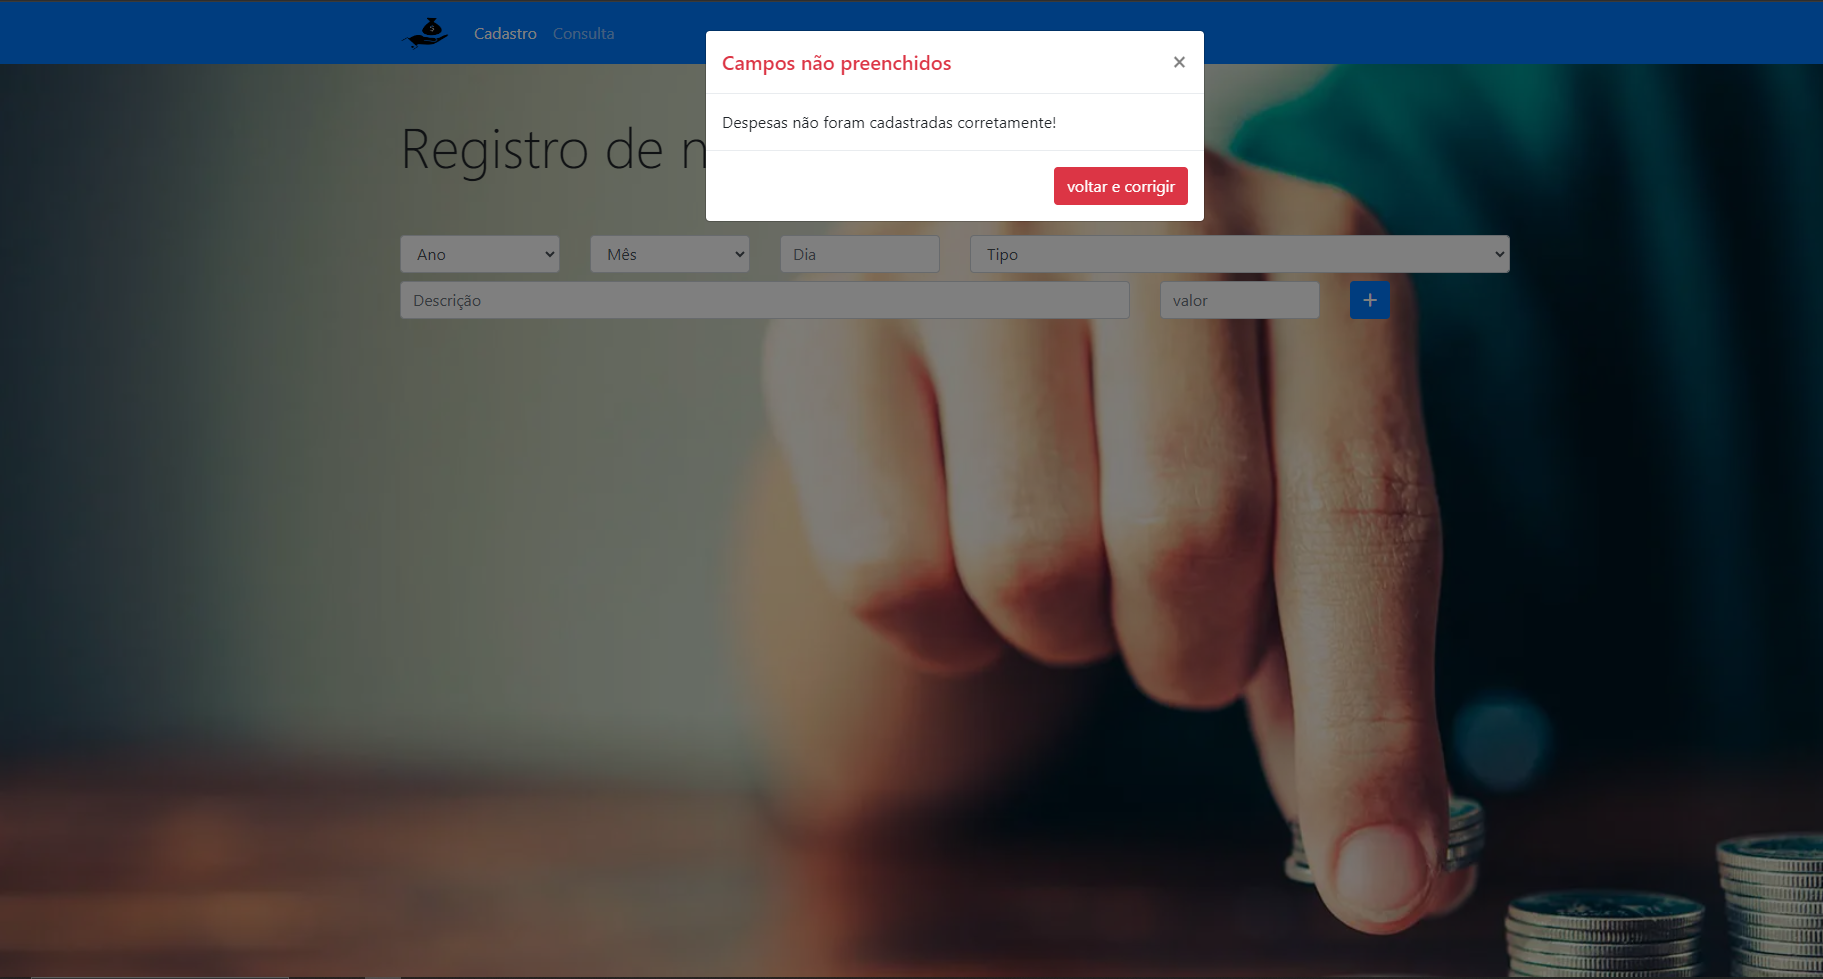 Cadastro Consulta
Campos não preenchidos ×
Despesas não foram cadastradas corretamente!
voltar e corrigir
Registro de
Ano Mês Dia Tipo
Descrição valor +